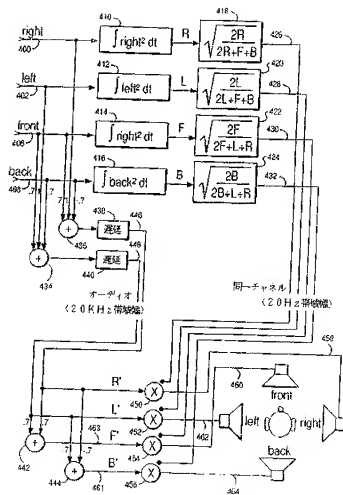 right
400
410
∫ right² dt
R
418
√ 2R / 2R+F+B
426
left
402
412
∫ left² dt
L
420
√ 2L / 2L+F+B
428
front
406
414
∫ right² dt
F
422
√ 2F / 2F+L+R
430
back
408
416
∫ back² dt
B
424
√ 2B / 2B+L+R
432
.7 .7 .7 .7
438
遅延
446
436
448
440
遅延
434
オーディオ
(20KHz帯域幅)
同一チャネル
(20Hz帯域幅)
458
460
front
R'
450
.7 .7
L'
452
462
left
right
442
463
F'
454
back
444
461
B'
456
464